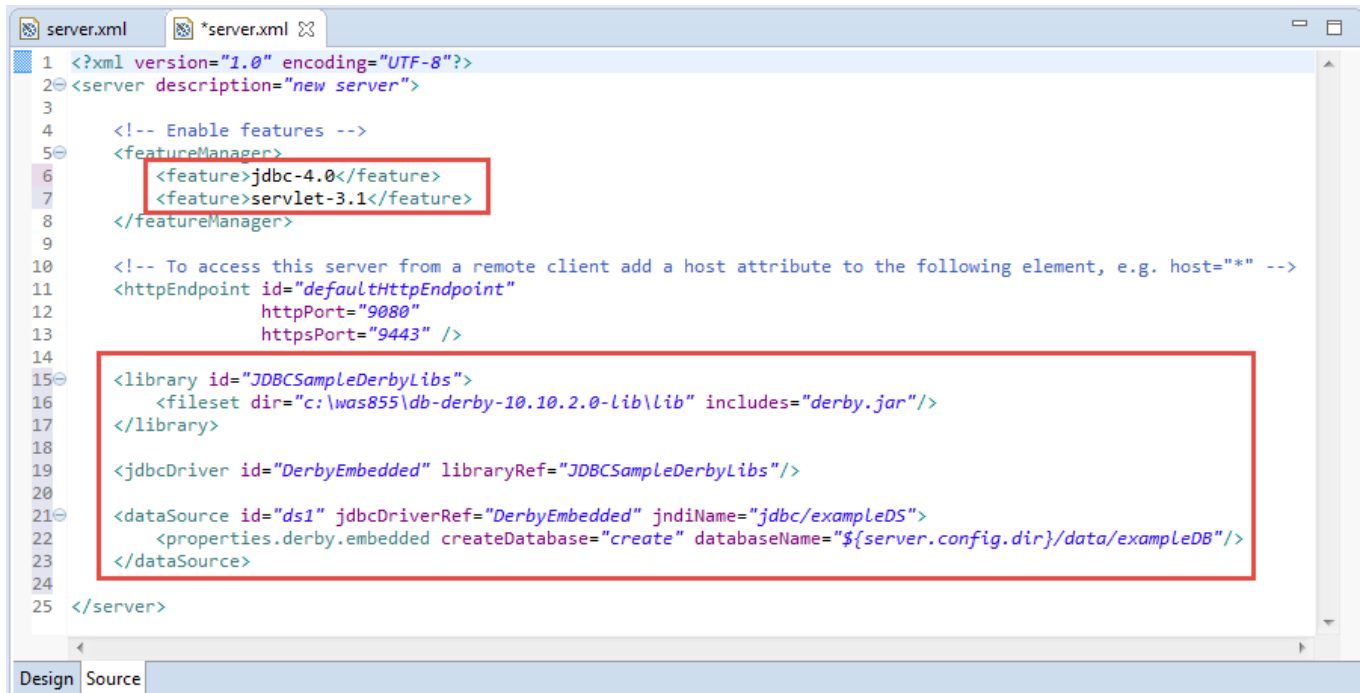 server.xml
*server.xml
1 <?xml version="1.0" encoding="UTF-8"?>
2 <server description="new server">
3
4 <!-- Enable features -->
5 <featureManager>
6 <feature>jdbc-4.0</feature>
7 <feature>servlet-3.1</feature>
8 </featureManager>
9
10 <!-- To access this server from a remote client add a host attribute to the following element, e.g. host="*" -->
11 <httpEndpoint id="defaultHttpEndpoint"
12 httpPort="9080"
13 httpsPort="9443" />
14
15 <library id="JDBCSampleDerbyLibs">
16 <fileset dir="c:\was855\db-derby-10.10.2.0-lib\lib" includes="derby.jar"/>
17 </library>
18
19 <jdbcDriver id="DerbyEmbedded" libraryRef="JDBCSampleDerbyLibs"/>
20
21 <dataSource id="ds1" jdbcDriverRef="DerbyEmbedded" jndiName="jdbc/exampleDS">
22 <properties.derby.embedded createDatabase="create" databaseName="${server.config.dir}/data/exampleDB"/>
23 </dataSource>
24
25 </server>
Design Source